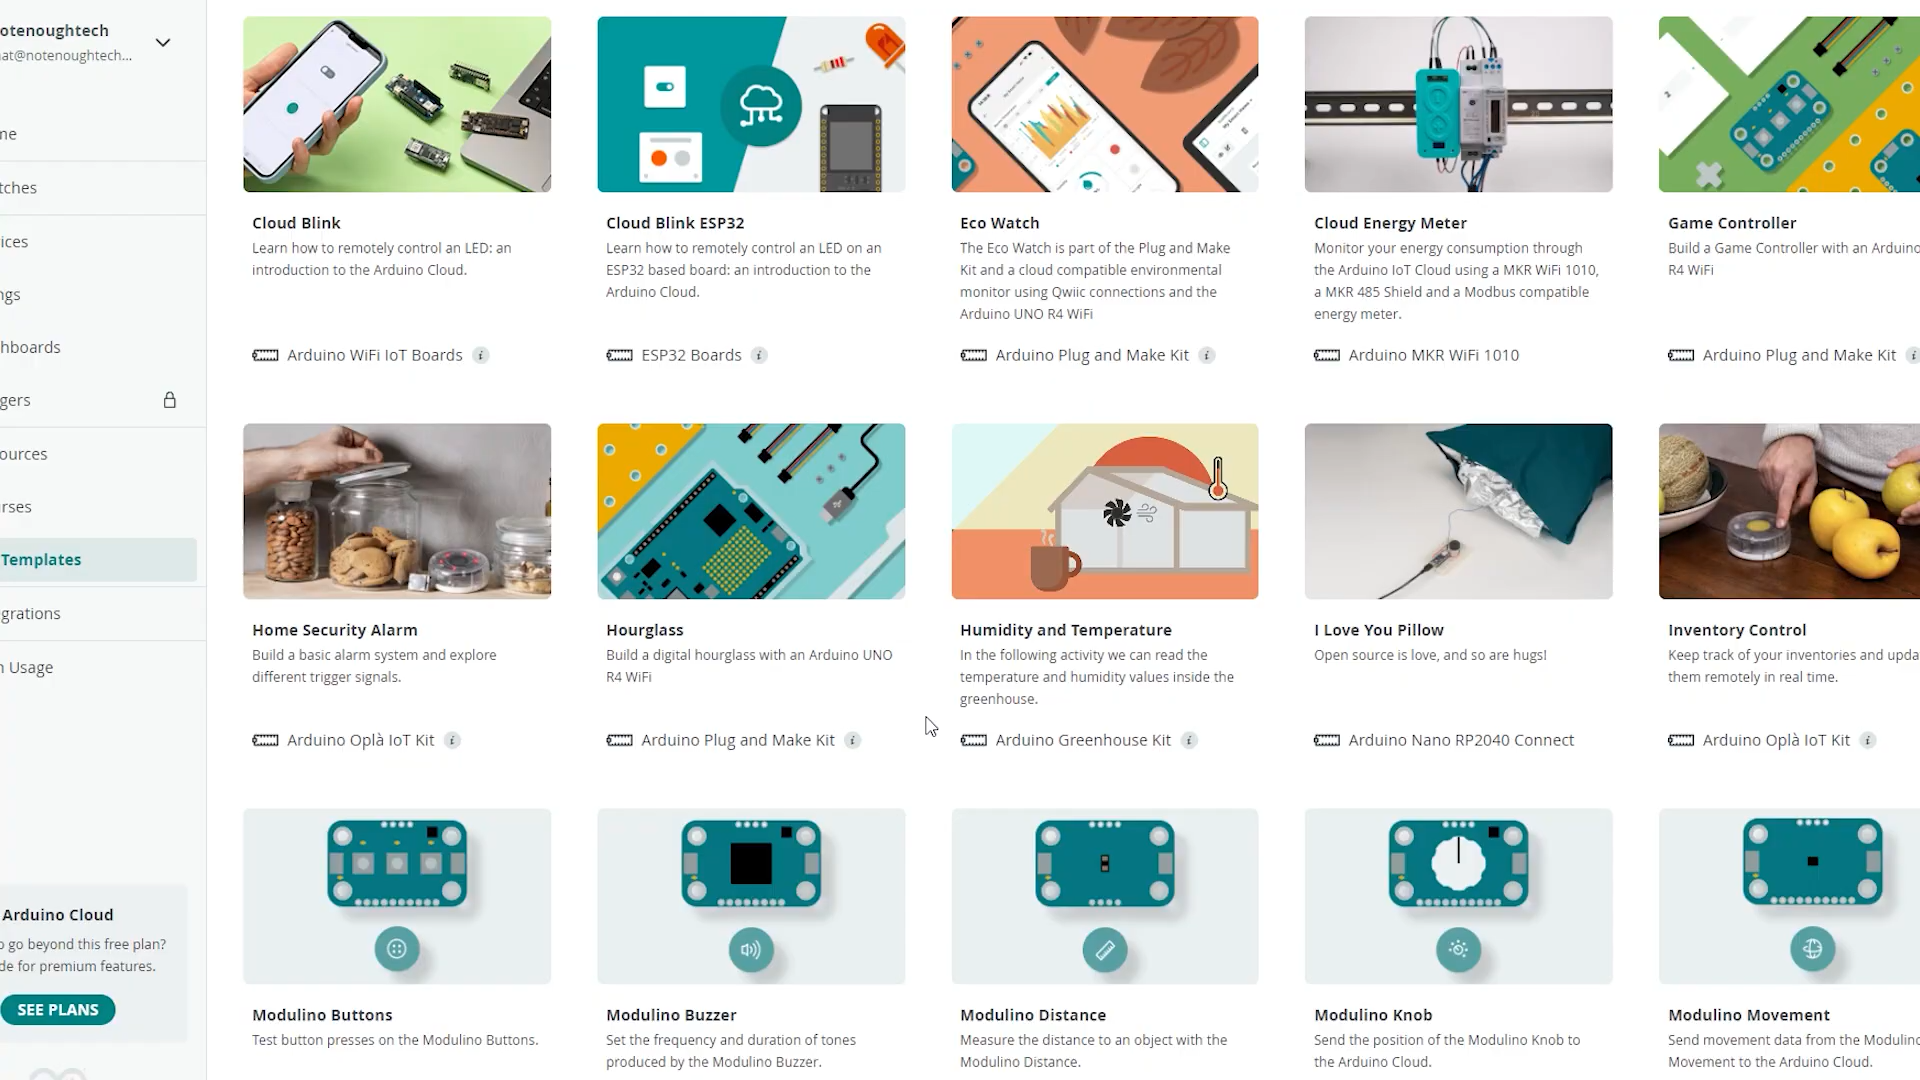 otenoughtech
at@notenoughtech...
me
tches
ices
ngs
hboards
gers
ources
rses
Templates
grations
n Usage
Arduino Cloud
o go beyond this free plan?
de for premium features.
SEE PLANS
Cloud Blink
Learn how to remotely control an LED: an
introduction to the Arduino Cloud.
Arduino WiFi IoT Boards
Cloud Blink ESP32
Learn how to remotely control an LED on an
ESP32 based board: an introduction to the
Arduino Cloud.
ESP32 Boards
Eco Watch
The Eco Watch is part of the Plug and Make
Kit and a cloud compatible environmental
monitor using Qwiic connections and the
Arduino UNO R4 WiFi
Arduino Plug and Make Kit
Cloud Energy Meter
Monitor your energy consumption through
the Arduino IoT Cloud using a MKR WiFi 1010,
a MKR 485 Shield and a Modbus compatible
energy meter.
Arduino MKR WiFi 1010
Game Controller
Build a Game Controller with an Arduino
R4 WiFi
Arduino Plug and Make Kit
Home Security Alarm
Build a basic alarm system and explore
different trigger signals.
Arduino Oplà IoT Kit
Hourglass
Build a digital hourglass with an Arduino UNO
R4 WiFi
Arduino Plug and Make Kit
Humidity and Temperature
In the following activity we can read the
temperature and humidity values inside the
greenhouse.
Arduino Greenhouse Kit
I Love You Pillow
Open source is love, and so are hugs!
Arduino Nano RP2040 Connect
Inventory Control
Keep track of your inventories and upda
them remotely in real time.
Arduino Oplà IoT Kit
Modulino Buttons
Test button presses on the Modulino Buttons.
Modulino Buzzer
Set the frequency and duration of tones
produced by the Modulino Buzzer.
Modulino Distance
Measure the distance to an object with the
Modulino Distance.
Modulino Knob
Send the position of the Modulino Knob to
the Arduino Cloud.
Modulino Movement
Send movement data from the Modulino
Movement to the Arduino Cloud.